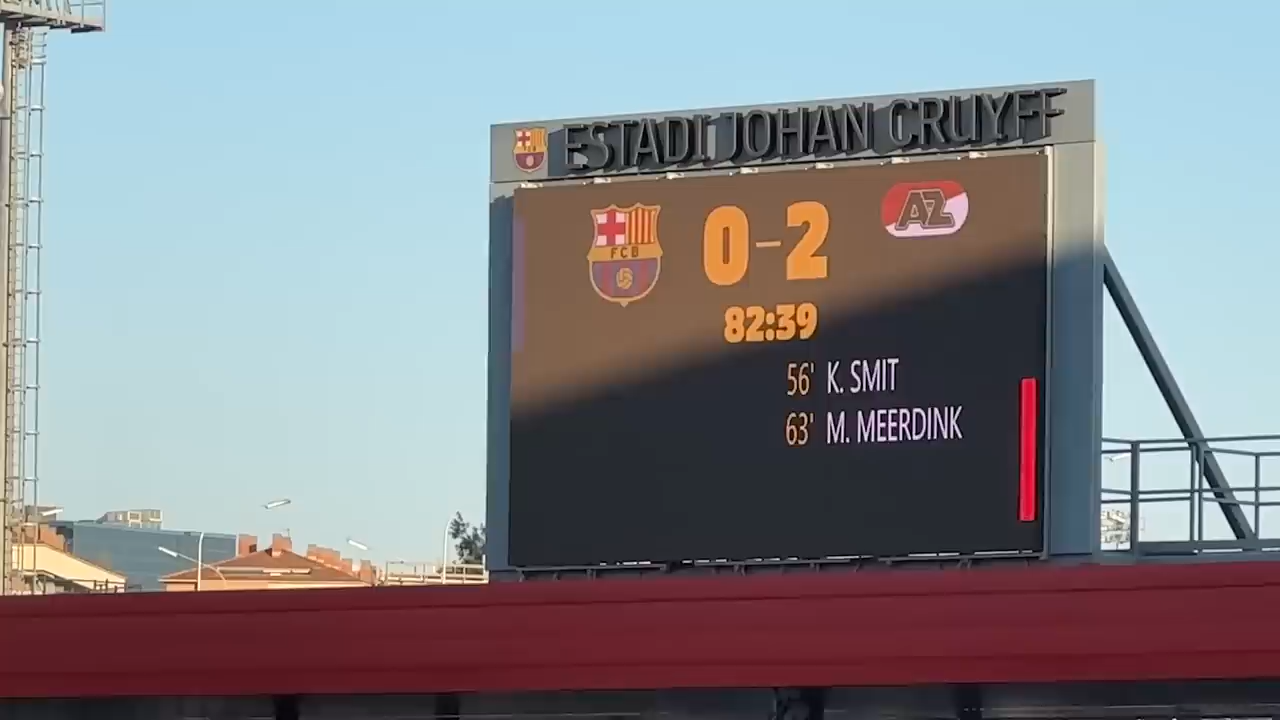 ESTADI JOHAN CRUYFF
FCB
0-2
AZ
82:39
56' K. SMIT
63' M. MEERDINK